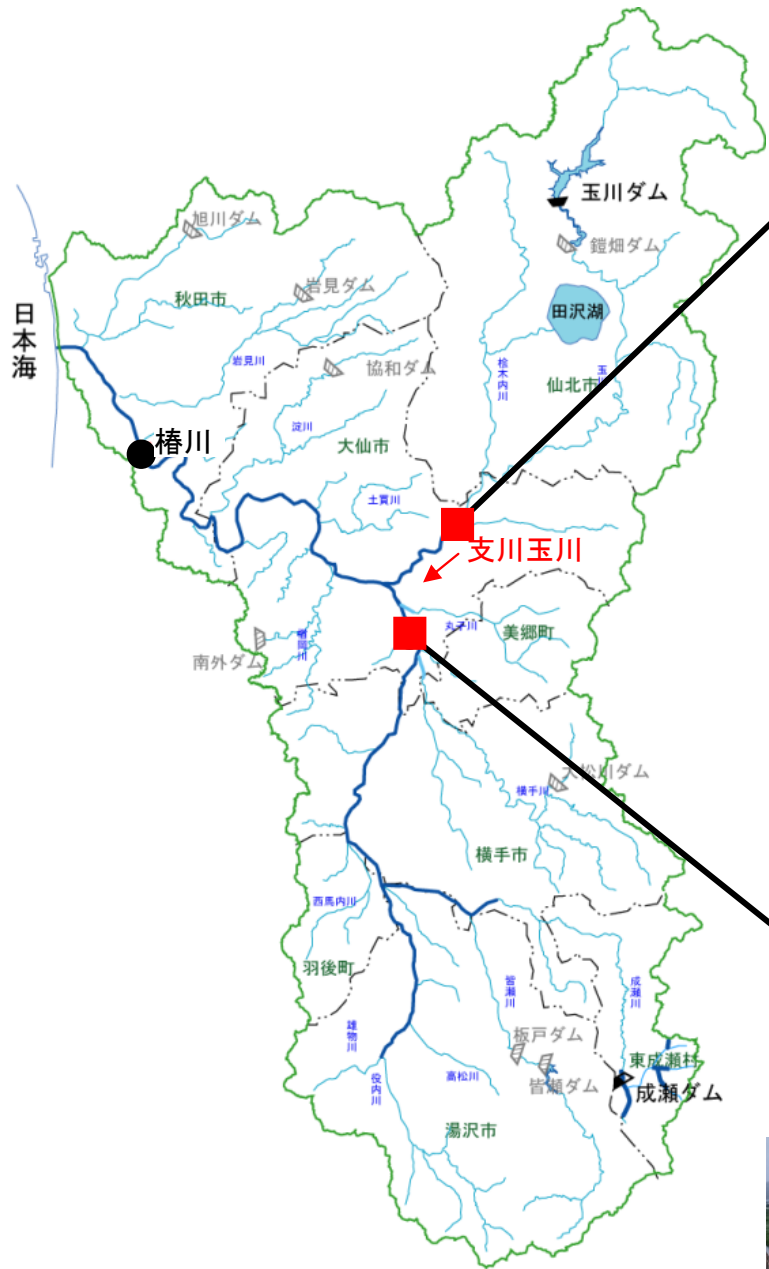 玉川ダム
旭川ダム
鎧畑ダム
岩見ダム
秋田市
田沢湖
日本海
岩見川
協和ダム
桧木内川
仙北市
淀川
大仙市
椿川
土買川
支川玉川
丸子川
美郷町
南外ダム
楢岡川
大松川ダム
横手川
横手市
西馬内川
羽後町
皆瀬川
成瀬川
雄物川
板戸ダム
東成瀬村
役内川
高松川
皆瀬ダム
成瀬ダム
湯沢市